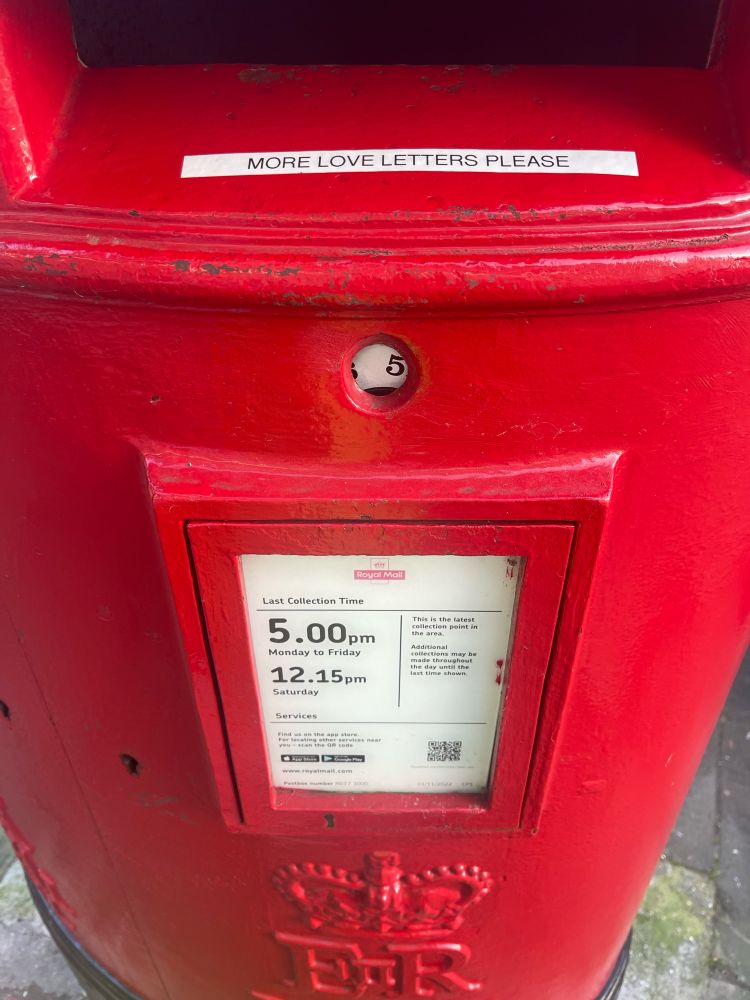 MORE LOVE LETTERS PLEASE
5
Royal Mail
Last Collection Time
5.00pm
Monday to Friday
12.15pm
Saturday
This is the latest
collection point in
the area.
Additional
collections may be
made throughout
the day until the
last time shown.
Services
Find us on the app store.
For locating other services near
you – scan the QR code
App Store
Google Play
www.royalmail.com
Postbox number
EIIR